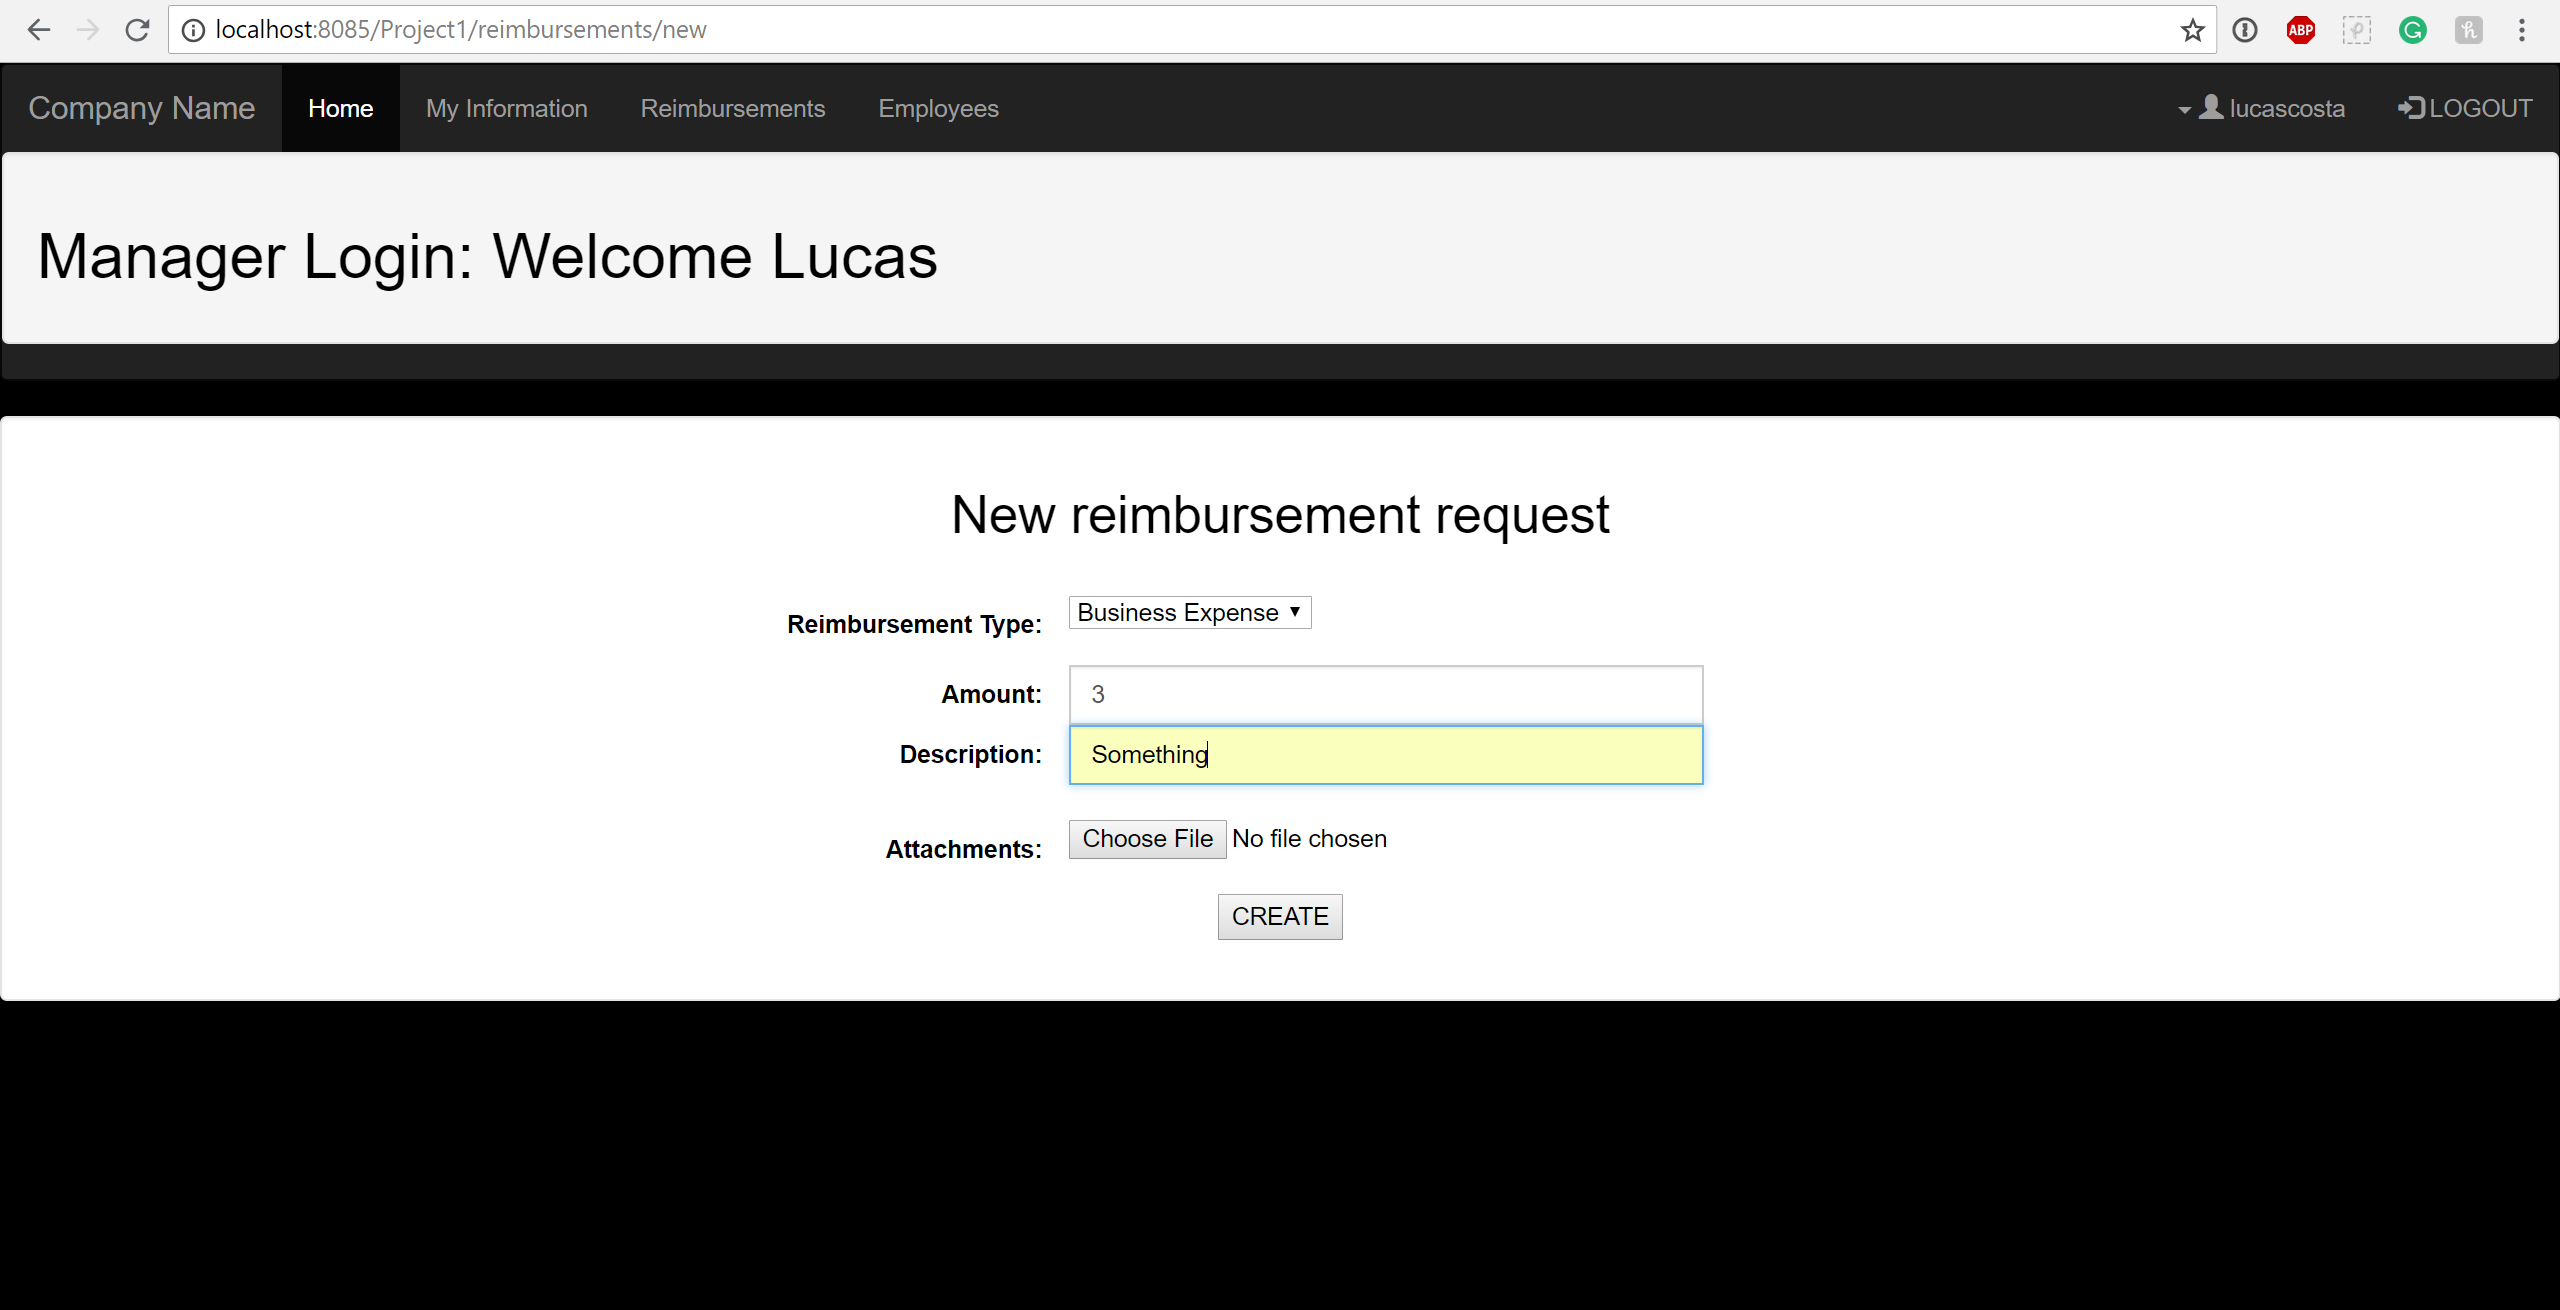 localhost:8085/Project1/reimbursements/new
ABP
Company Name Home My Information Reimbursements Employees lucascosta LOGOUT
Manager Login: Welcome Lucas
New reimbursement request
Reimbursement Type: Business Expense
Amount: 3
Description: Something
Attachments: Choose File No file chosen
CREATE